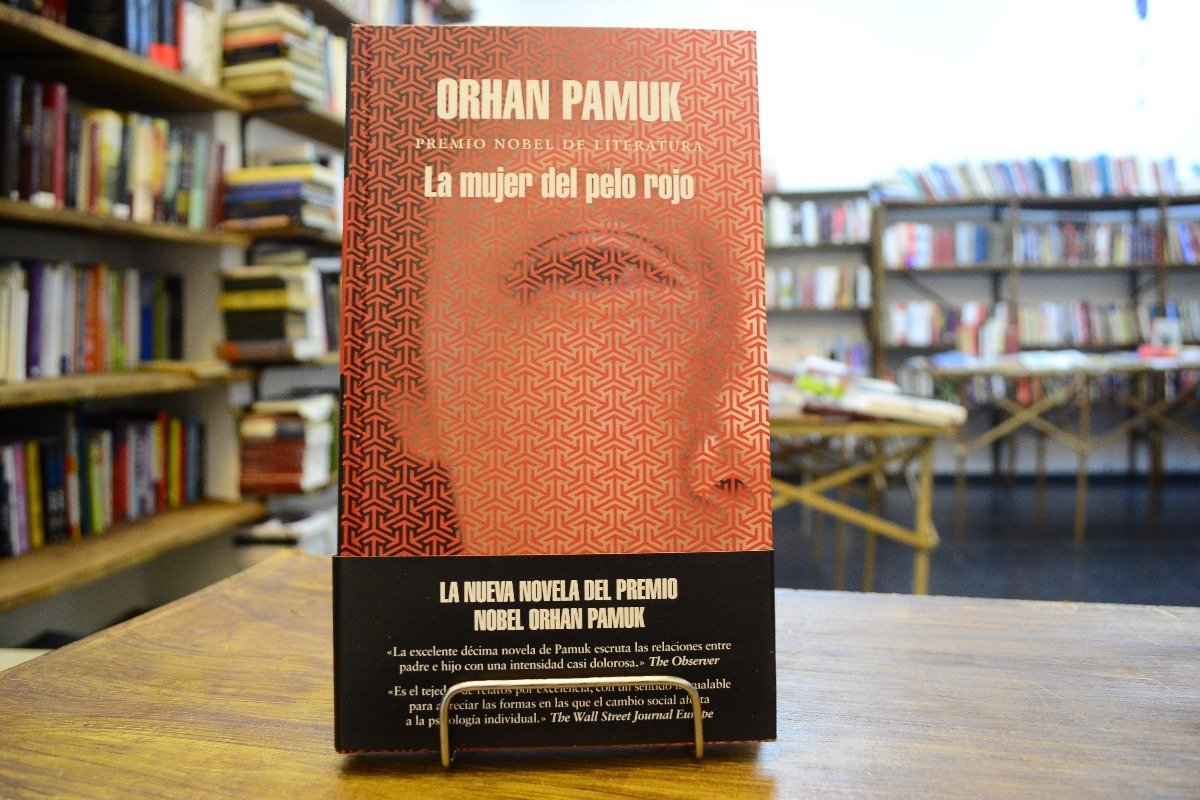 ORHAN PAMUK
PREMIO NOBEL DE LITERATURA
La mujer del pelo rojo
LA NUEVA NOVELA DEL PREMIO
NOBEL ORHAN PAMUK
«La excelente décima novela de Pamuk escruta las relaciones entre
padre e hijo con una intensidad casi dolorosa.» The Observer
«Es el tejedor de relatos por excelencia, con un sentido inigualable
para apreciar las formas en las que el cambio social afecta
a la psicología individual.» The Wall Street Journal Europe